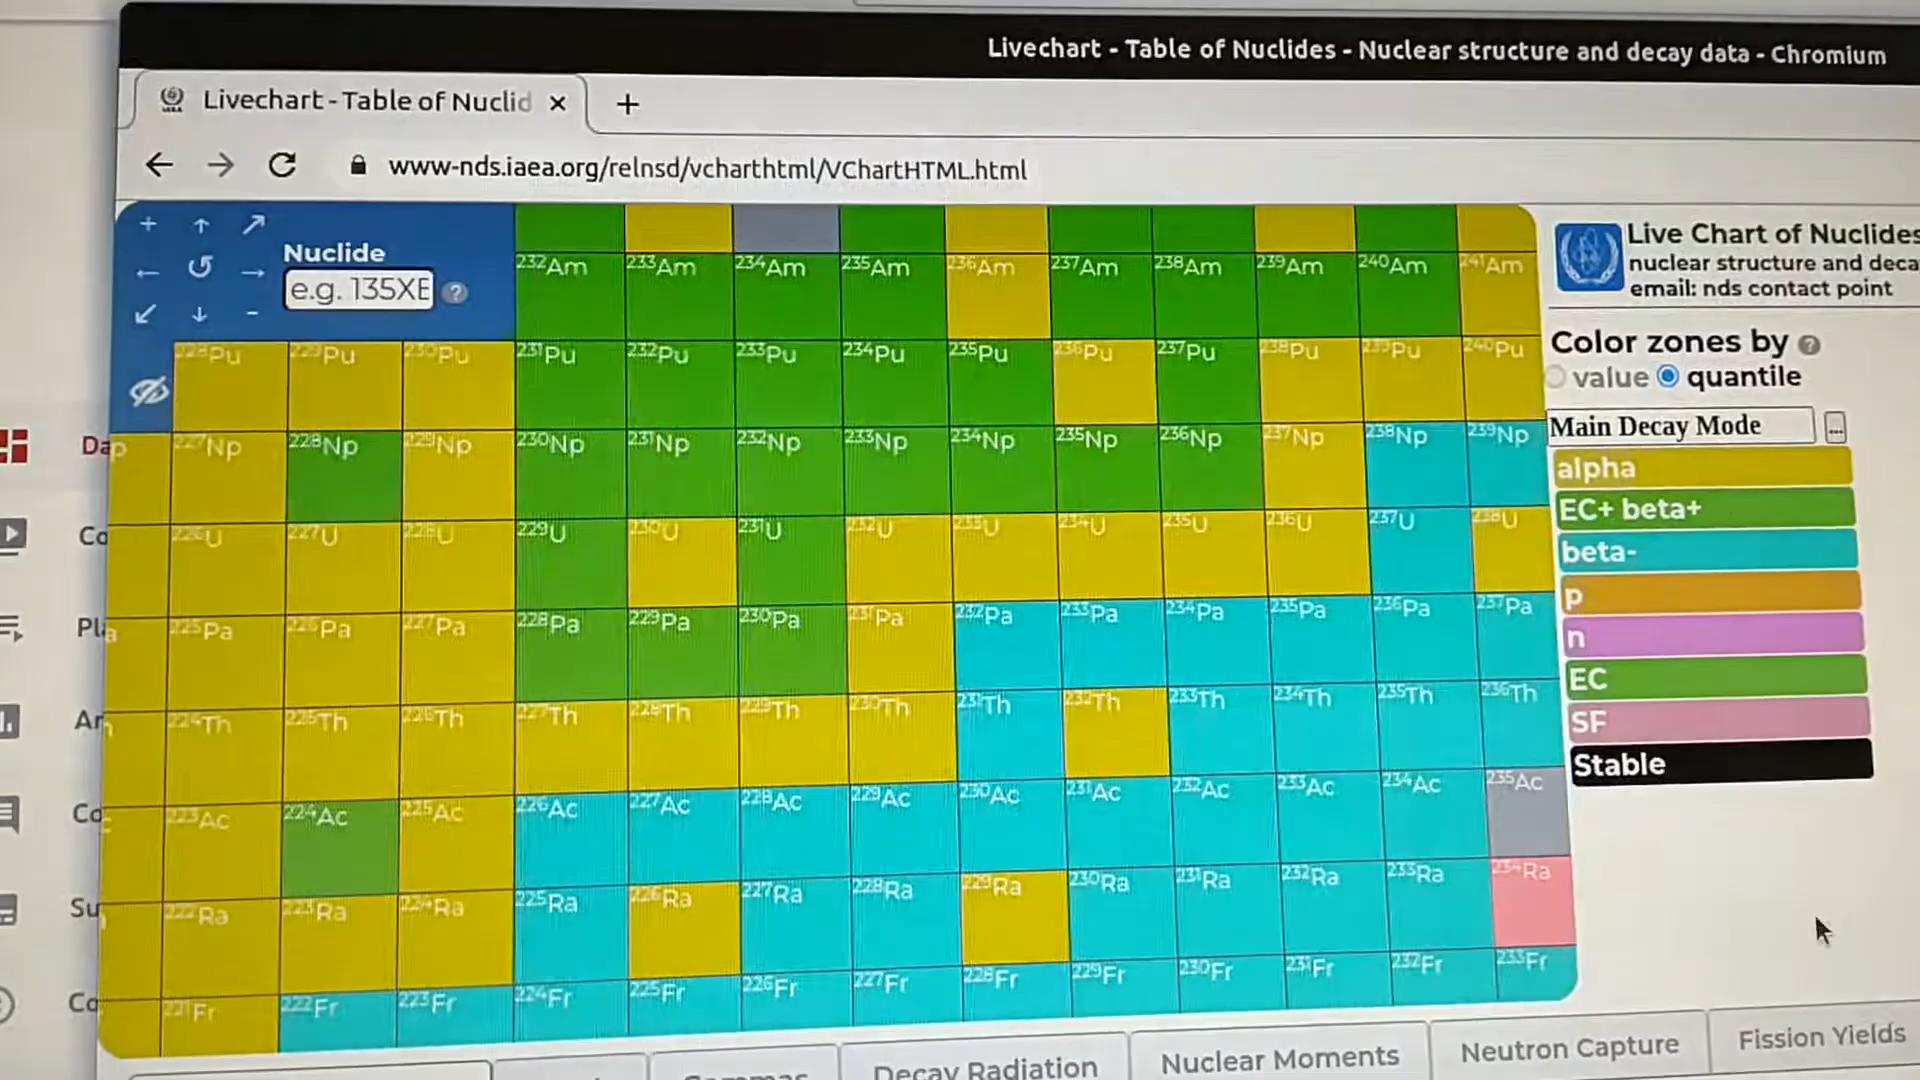 Livechart - Table of Nuclides - Nuclear structure and decay data - Chromium
Livechart - Table of Nuclid × +
www-nds.iaea.org/relnsd/vcharthtml/VChartHTML.html
Nuclide
e.g. 135XE ?
232Am 233Am 234Am 235Am 236Am 237Am 238Am 239Am 240Am 241Am
228Pu 229Pu 230Pu 231Pu 232Pu 233Pu 234Pu 235Pu 236Pu 237Pu 238Pu 239Pu 240Pu
227Np 228Np 229Np 230Np 231Np 232Np 233Np 234Np 235Np 236Np 237Np 238Np 239Np
226U 227U 228U 229U 230U 231U 232U 233U 234U 235U 236U 237U 238U
225Pa 226Pa 227Pa 228Pa 229Pa 230Pa 231Pa 232Pa 233Pa 234Pa 235Pa 236Pa 237Pa
224Th 225Th 226Th 227Th 228Th 229Th 230Th 231Th 232Th 233Th 234Th 235Th 236Th
223Ac 224Ac 225Ac 226Ac 227Ac 228Ac 229Ac 230Ac 231Ac 232Ac 233Ac 234Ac 235Ac
222Ra 223Ra 224Ra 225Ra 226Ra 227Ra 228Ra 229Ra 230Ra 231Ra 232Ra 233Ra 234Ra
221Fr 222Fr 223Fr 224Fr 225Fr 226Fr 227Fr 228Fr 229Fr 230Fr 231Fr 232Fr 233Fr
Live Chart of Nuclides
nuclear structure and deca
email: nds contact point
Color zones by ?
value quantile
Main Decay Mode ...
alpha
EC+ beta+
beta-
p
n
EC
SF
Stable
Da
Co
Pla
An
Co
Su
Co
Decay Radiation Nuclear Moments Neutron Capture Fission Yields